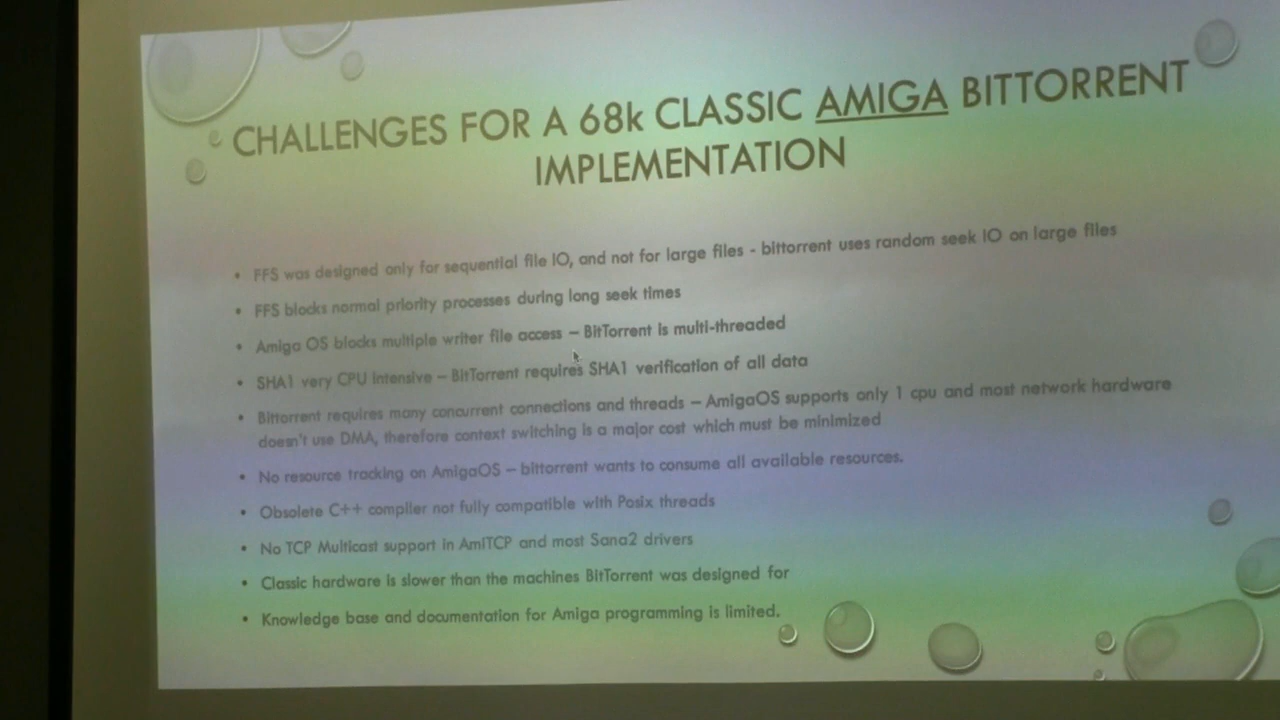 CHALLENGES FOR A 68k CLASSIC AMIGA BITTORRENT
IMPLEMENTATION
• FFS was designed only for sequential file IO, and not for large files - bittorrent uses random seek IO on large files
• FFS blocks normal priority processes during long seek times
• Amiga OS blocks multiple writer file access – BitTorrent is multi-threaded
• SHA1 very CPU intensive – BitTorrent requires SHA1 verification of all data
• Bittorrent requires many concurrent connections and threads – AmigaOS supports only 1 cpu and most network hardware
doesn't use DMA, therefore context switching is a major cost which must be minimized
• No resource tracking on AmigaOS – bittorrent wants to consume all available resources.
• Obsolete C++ compiler not fully compatible with Posix threads
• No TCP Multicast support in AmiTCP and most Sana2 drivers
• Classic hardware is slower than the machines BitTorrent was designed for
• Knowledge base and documentation for Amiga programming is limited.